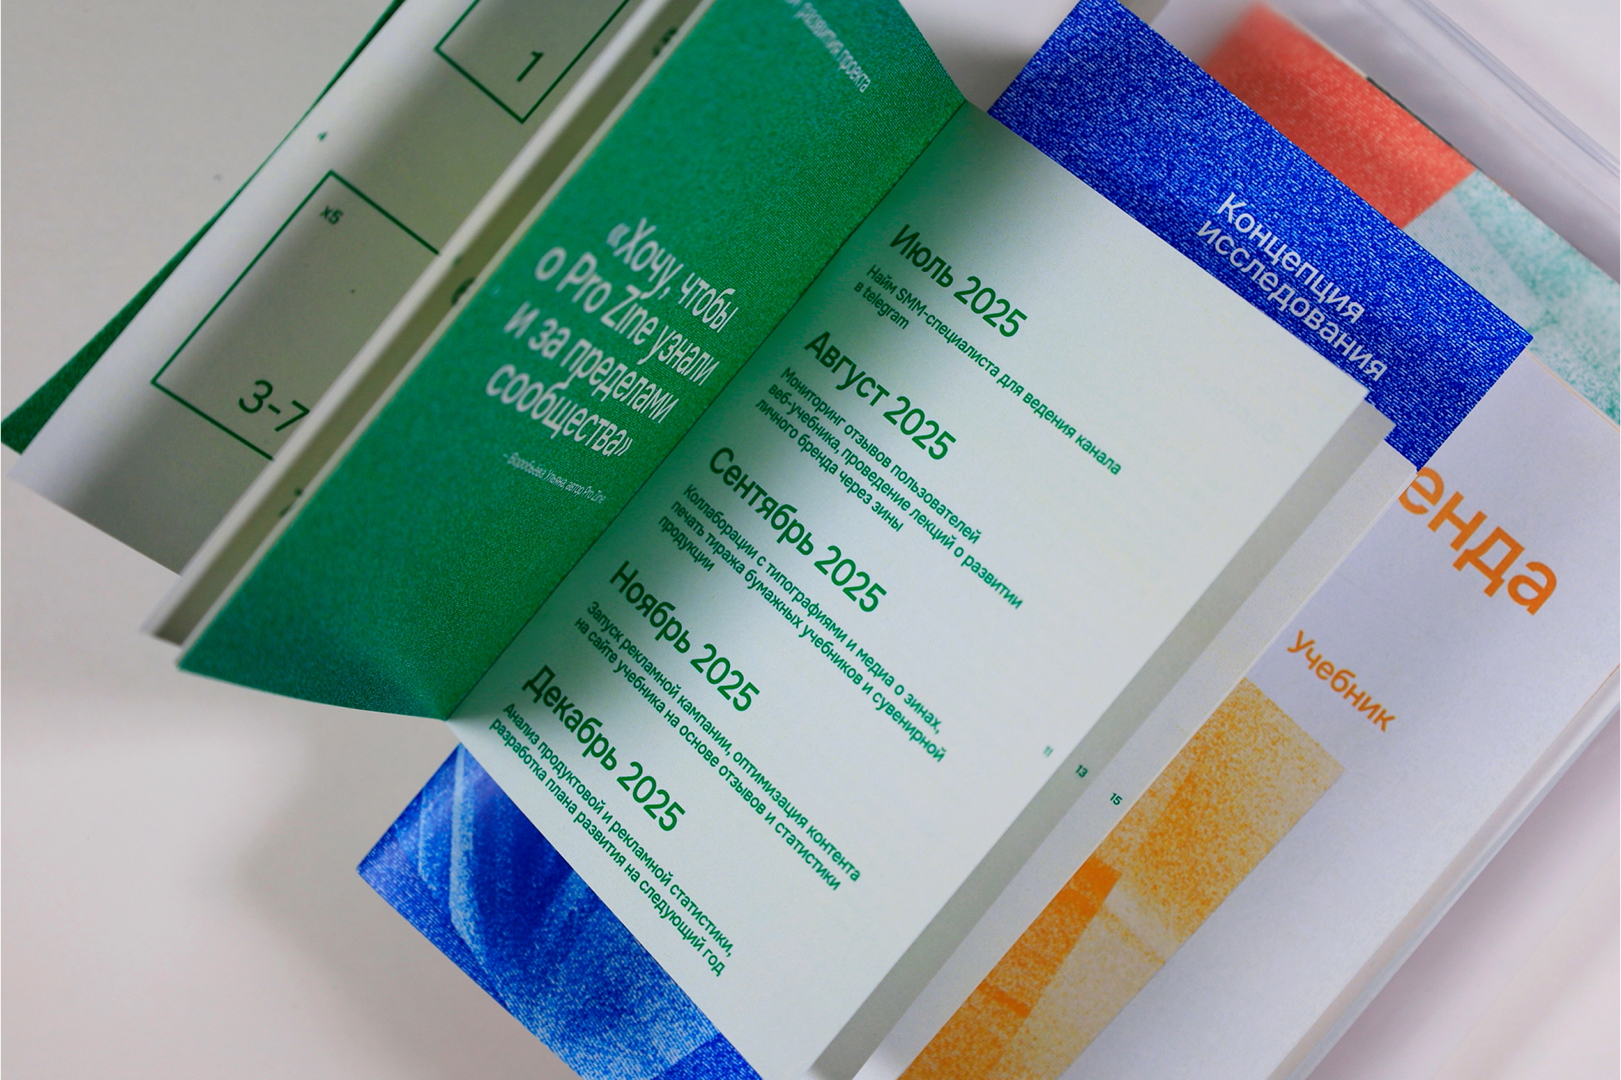 1
4
x5
3-7
развития проекта
«Хочу, чтобы
о Pro Zine узнали
и за пределами
сообщества»
– Воробьёва Ульяна, автор Pro Zine
Июль 2025
Найм SMM-специалиста для ведения канала
в telegram
Август 2025
Мониторинг отзывов пользователей
веб-учебника, проведение лекций о развитии
личного бренда через зины
Сентябрь 2025
Коллаборации с типографиями и медиа о зинах,
печать тиража бумажных учебников и сувенирной
продукции
Ноябрь 2025
Запуск рекламной кампании, оптимизация контента
на сайте учебника на основе отзывов и статистики
Декабрь 2025
Анализ продуктовой и рекламной статистики,
разработка плана развития на следующий год
11
13
15
Концепция
исследования
енда
Учебник